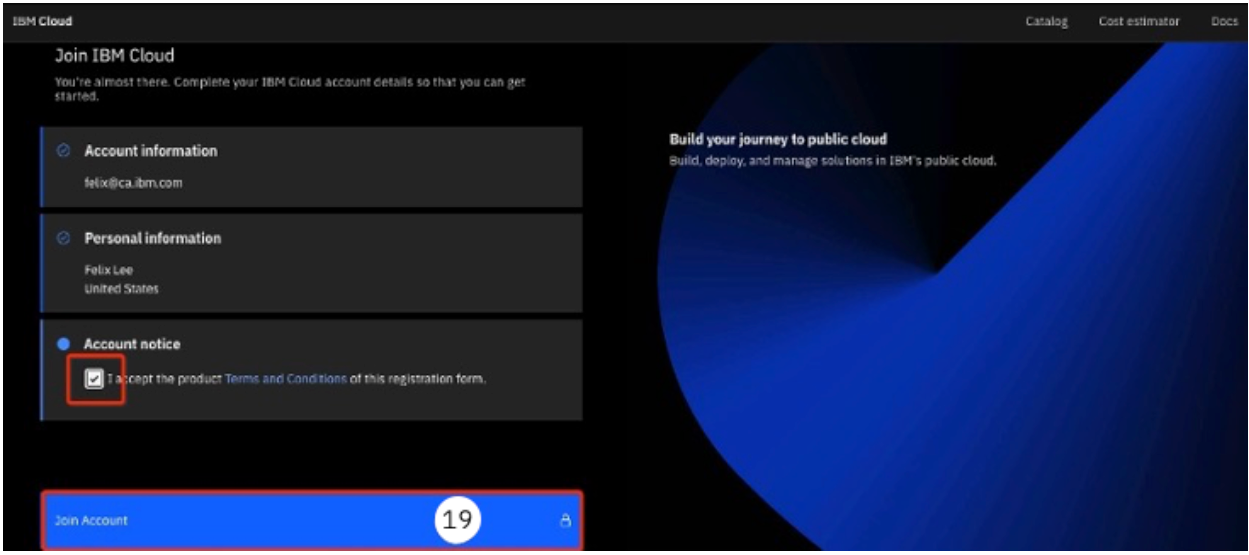 IBM Cloud
Catalog
Cost estimator
Docs
Join IBM Cloud
You're almost there. Complete your IBM Cloud account details so that you can get
started.
Account information
felix@ca.ibm.com
Personal information
Felix Lee
United States
Account notice
I accept the product Terms and Conditions of this registration form.
Join Account
19
Build your journey to public cloud
Build, deploy, and manage solutions in IBM's public cloud.